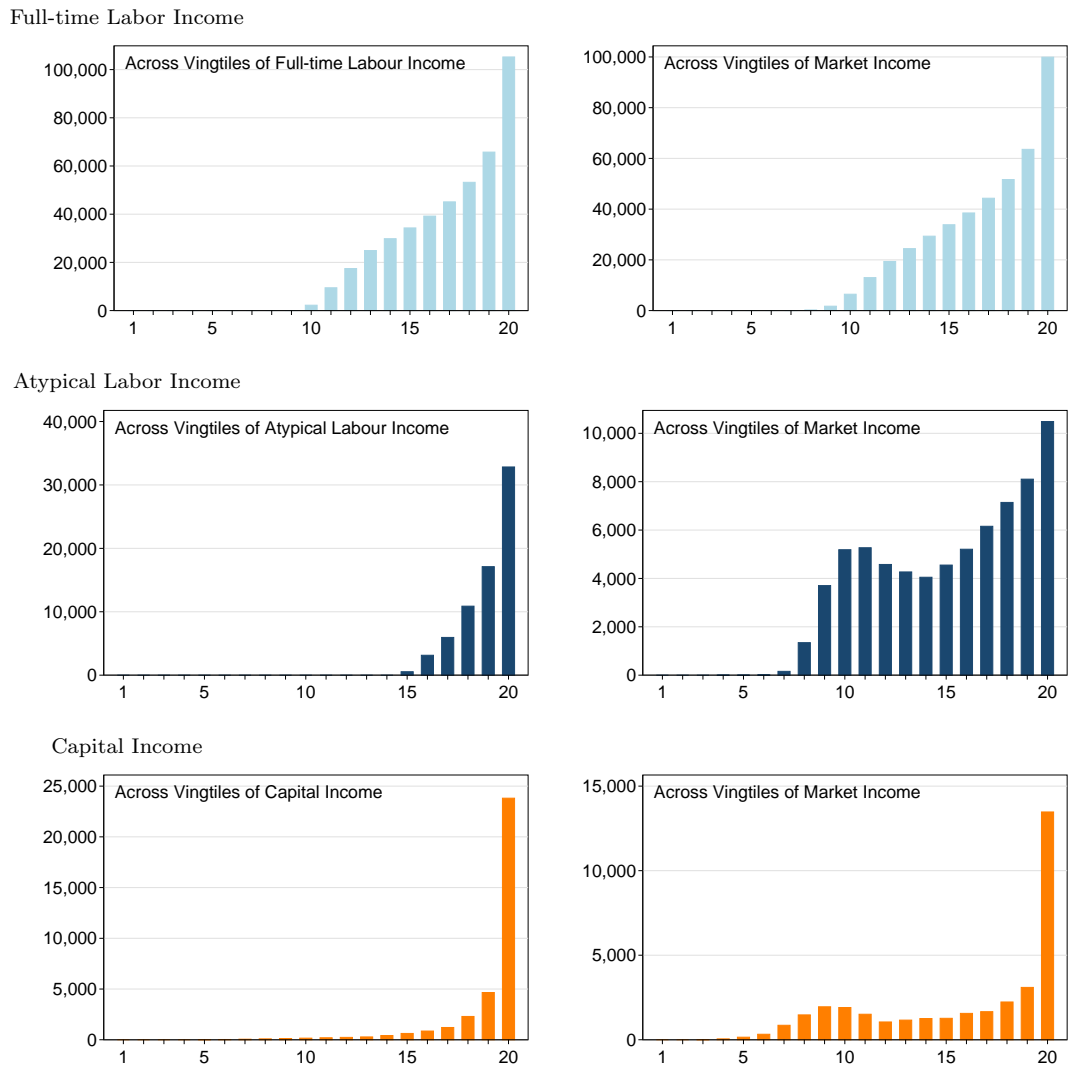 Full-time Labor Income
Across Vingtiles of Full-time Labour Income
100,000
80,000
60,000
40,000
20,000
0
1 5 10 15 20
Across Vingtiles of Market Income
100,000
80,000
60,000
40,000
20,000
0
1 5 10 15 20
Atypical Labor Income
Across Vingtiles of Atypical Labour Income
40,000
30,000
20,000
10,000
0
1 5 10 15 20
Across Vingtiles of Market Income
10,000
8,000
6,000
4,000
2,000
0
1 5 10 15 20
Capital Income
Across Vingtiles of Capital Income
25,000
20,000
15,000
10,000
5,000
0
1 5 10 15 20
Across Vingtiles of Market Income
15,000
10,000
5,000
0
1 5 10 15 20